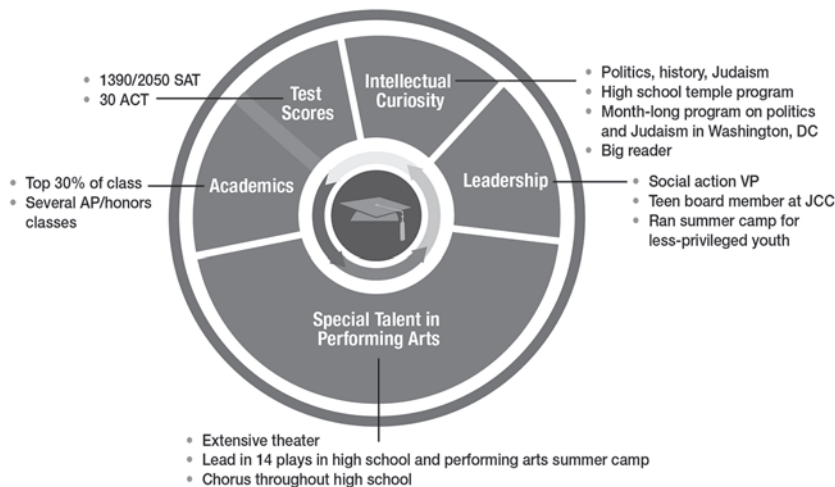 • 1390/2050 SAT
• 30 ACT
Test
Scores
Intellectual
Curiosity
• Politics, history, Judaism
• High school temple program
• Month-long program on politics
and Judaism in Washington, DC
• Big reader
• Top 30% of class
• Several AP/honors
classes
Academics
Leadership
• Social action VP
• Teen board member at JCC
• Ran summer camp for
less-privileged youth
Special Talent in
Performing Arts
• Extensive theater
• Lead in 14 plays in high school and performing arts summer camp
• Chorus throughout high school